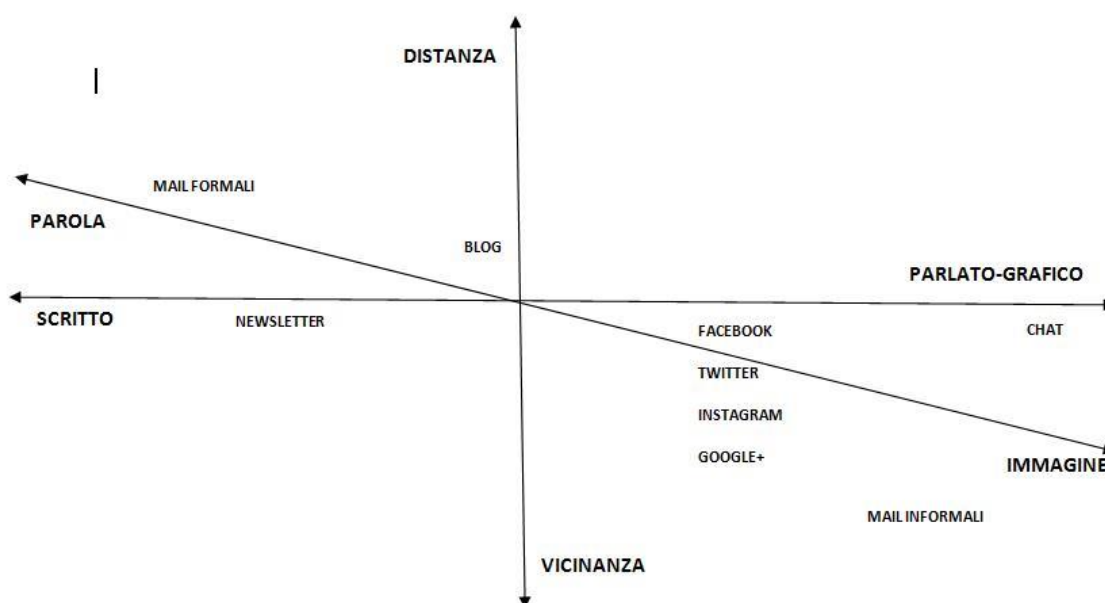 DISTANZA
MAIL FORMALI
PAROLA
BLOG
PARLATO-GRAFICO
SCRITTO
NEWSLETTER
FACEBOOK
CHAT
TWITTER
INSTAGRAM
GOOGLE+
IMMAGINE
MAIL INFORMALI
VICINANZA